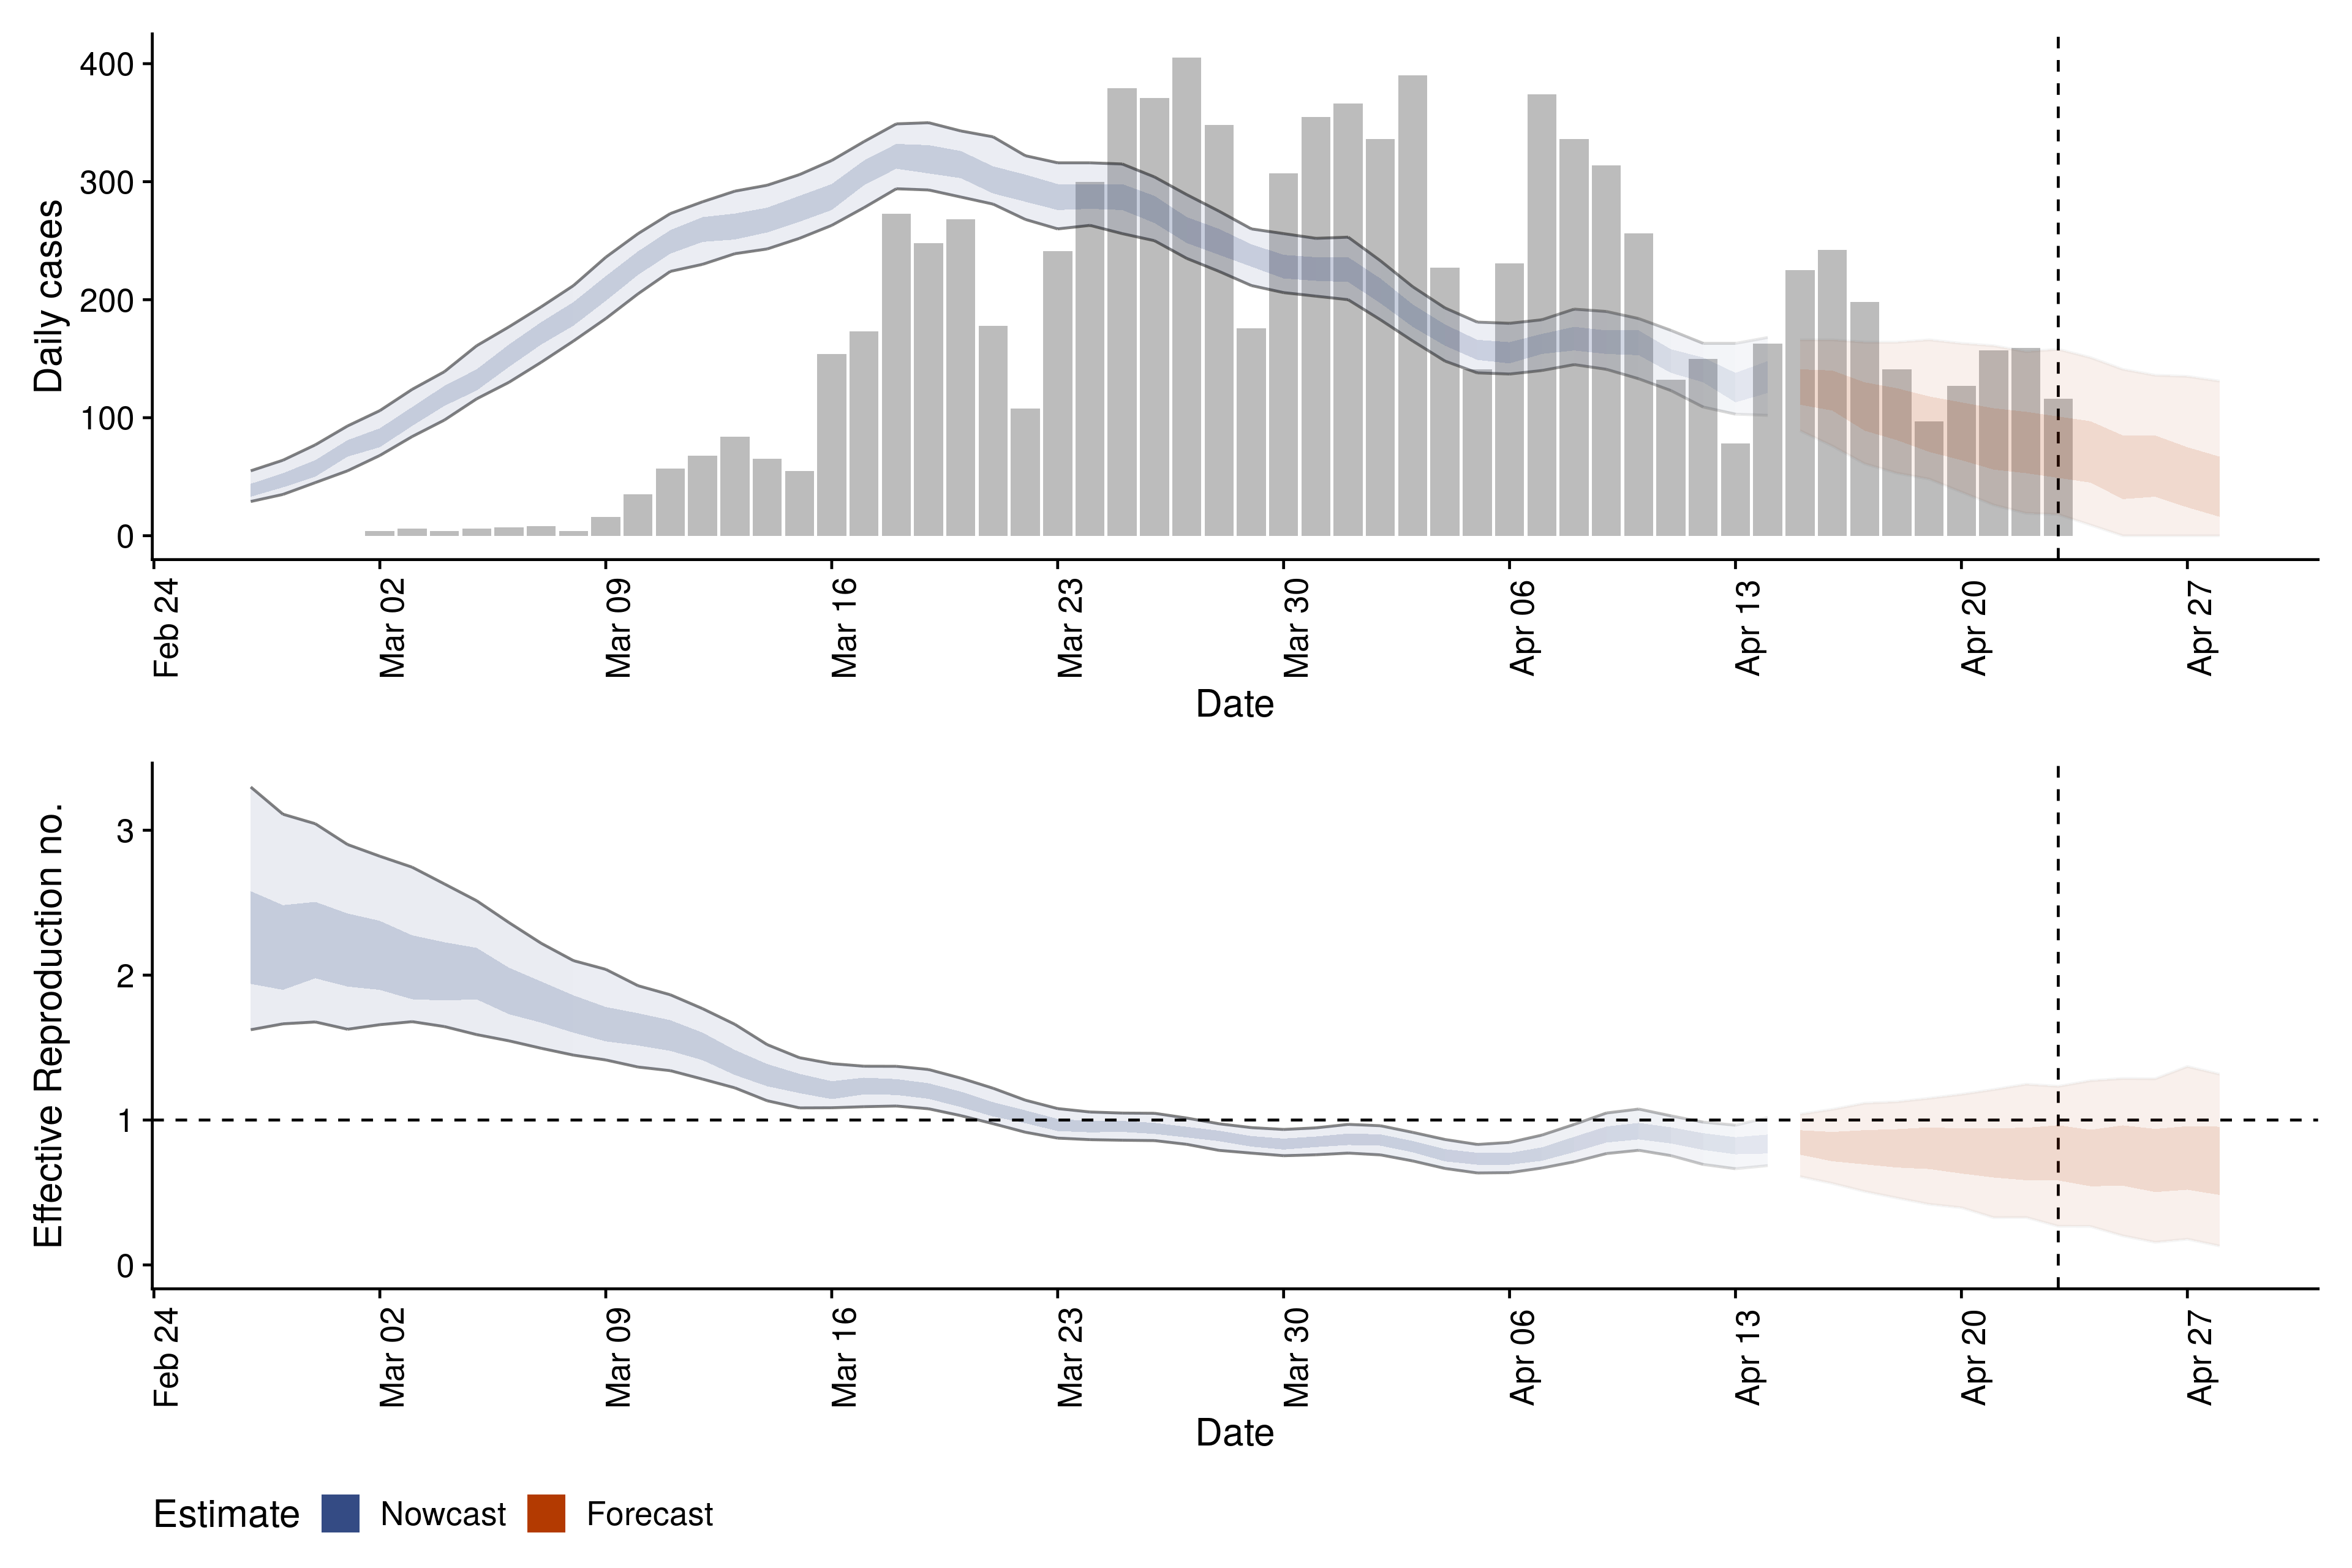 400
300
200
100
0
Daily cases
Feb 24
Mar 02
Mar 09
Mar 16
Mar 23
Mar 30
Apr 06
Apr 13
Apr 20
Apr 27
Date
3
2
1
0
Effective Reproduction no.
Feb 24
Mar 02
Mar 09
Mar 16
Mar 23
Mar 30
Apr 06
Apr 13
Apr 20
Apr 27
Date
Estimate Nowcast Forecast